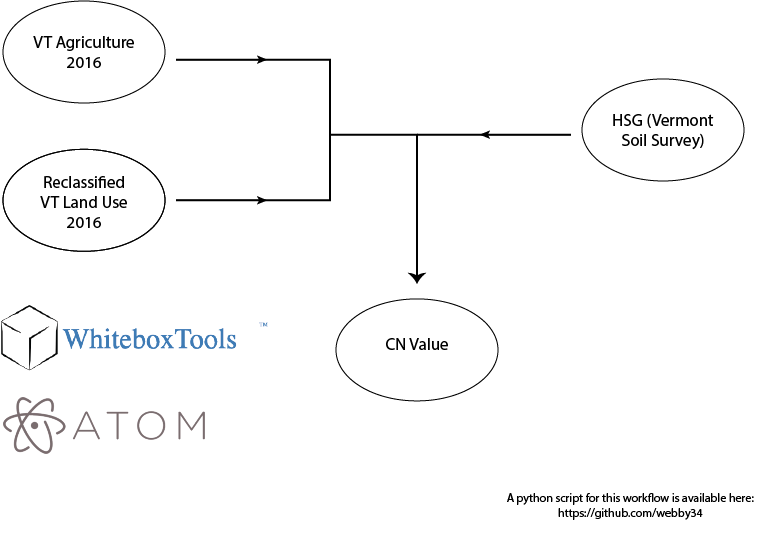 VT Agriculture
2016
HSG (Vermont
Soil Survey)
Reclassified
VT Land Use
2016
WhiteboxTools ™
CN Value
ATOM
A python script for this workflow is available here:
https://github.com/webby34